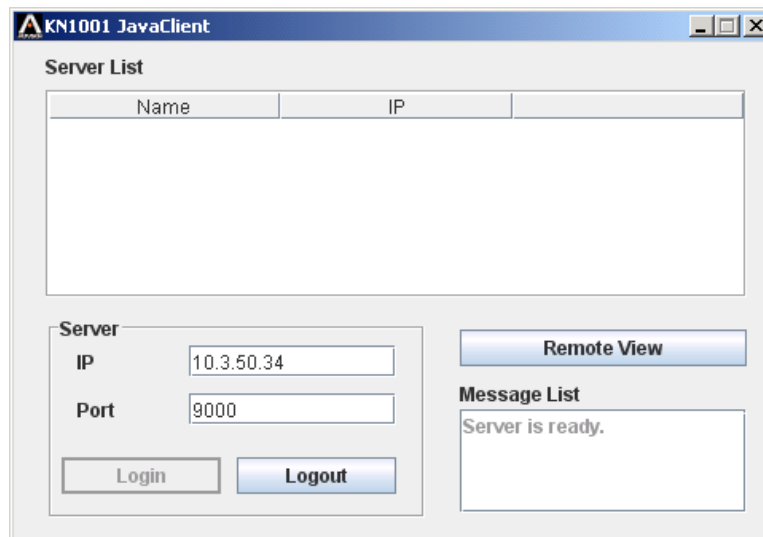 KN1001 JavaClient
Server List
Name IP
Server
IP 10.3.50.34
Port 9000
Login Logout
Remote View
Message List
Server is ready.